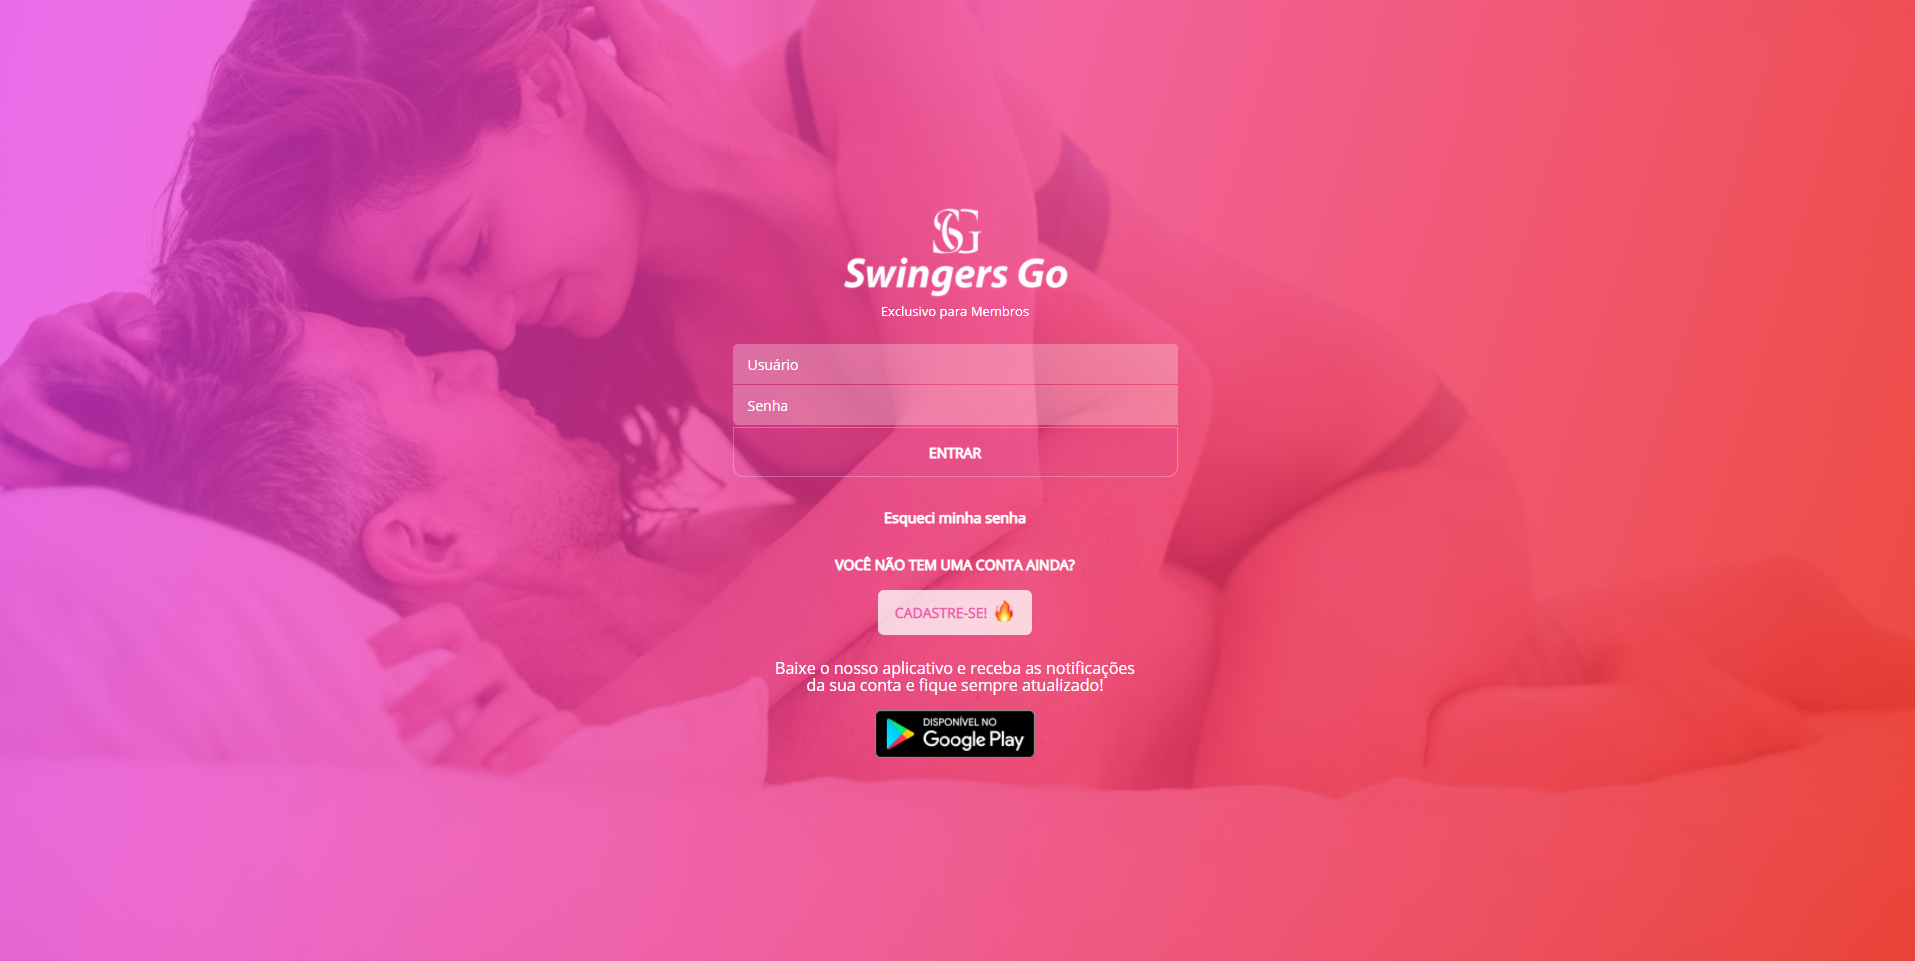 SG
Swingers Go
Exclusivo para Membros
Usuário
Senha
ENTRAR
Esqueci minha senha
VOCÊ NÃO TEM UMA CONTA AINDA?
CADASTRE-SE! 🔥
Baixe o nosso aplicativo e receba as notificações
da sua conta e fique sempre atualizado!
DISPONÍVEL NO
Google Play